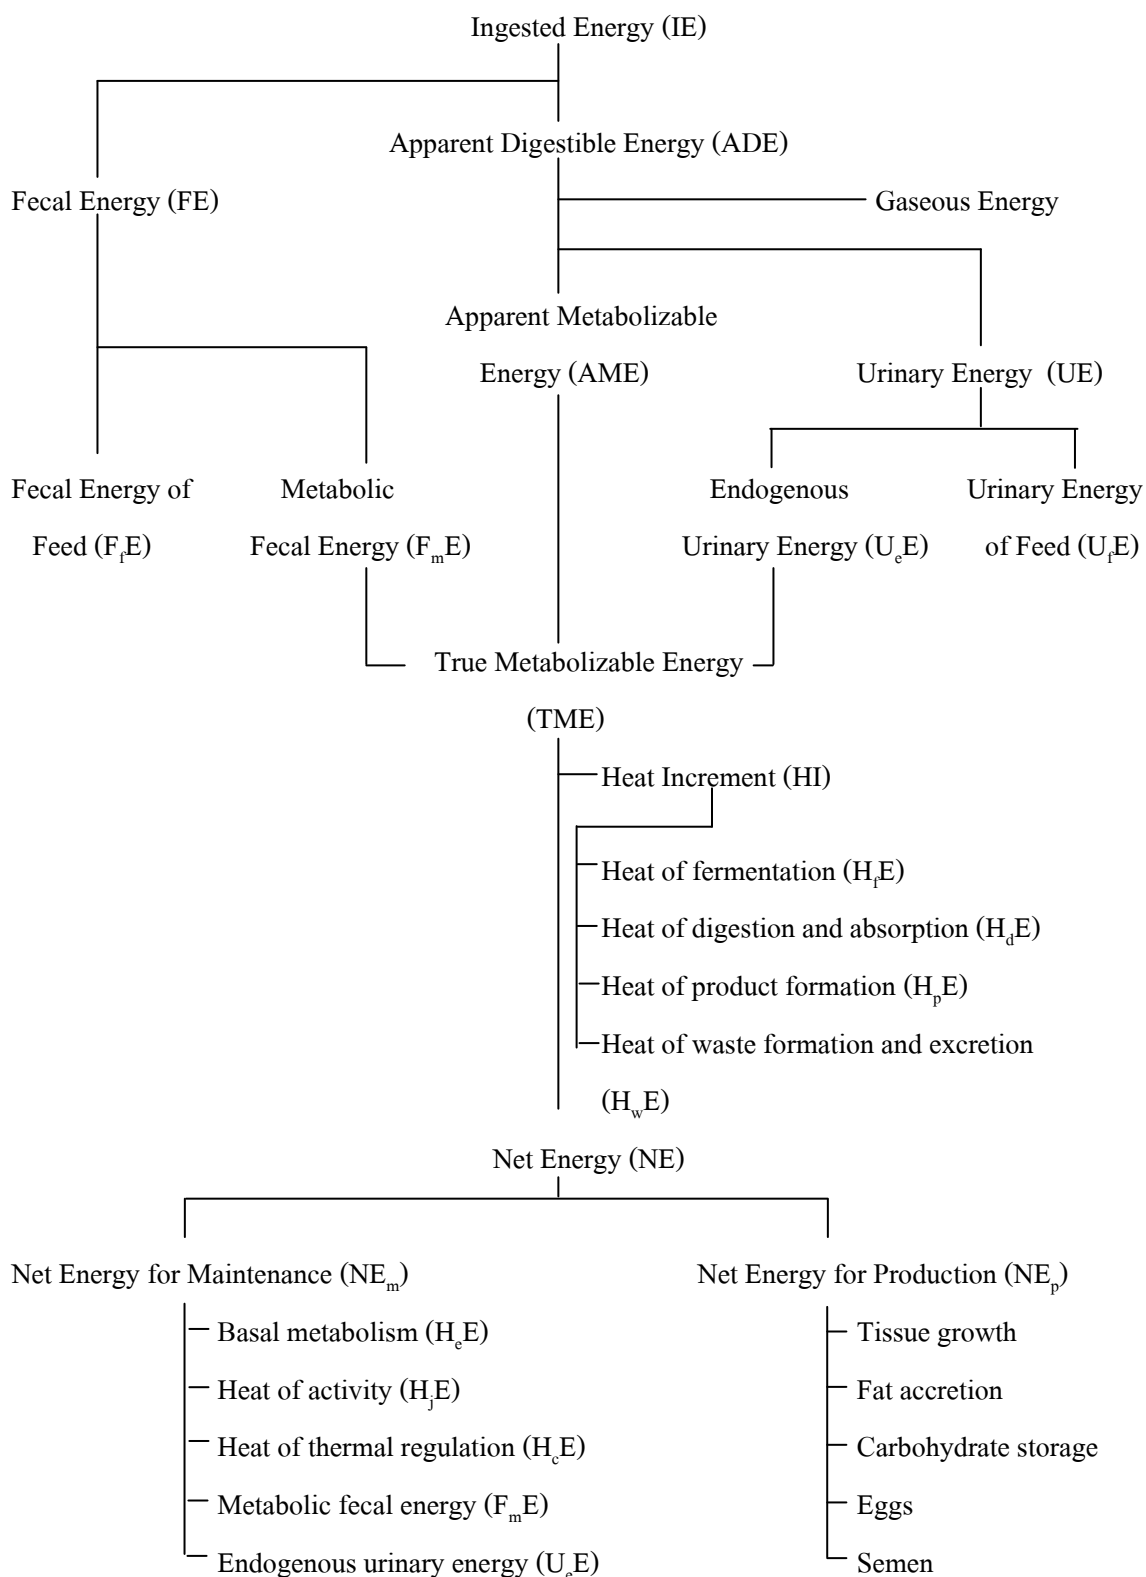 Ingested Energy (IE)
Apparent Digestible Energy (ADE)
Fecal Energy (FE)
Gaseous Energy
Apparent Metabolizable
Energy (AME)
Urinary Energy (UE)
Fecal Energy of
Feed (FfE)
Metabolic
Fecal Energy (FmE)
Endogenous
Urinary Energy (UeE)
Urinary Energy
of Feed (UfE)
True Metabolizable Energy
(TME)
Heat Increment (HI)
Heat of fermentation (HfE)
Heat of digestion and absorption (HdE)
Heat of product formation (HpE)
Heat of waste formation and excretion
(HwE)
Net Energy (NE)
Net Energy for Maintenance (NEm)
Basal metabolism (HeE)
Heat of activity (HjE)
Heat of thermal regulation (HcE)
Metabolic fecal energy (FmE)
Endogenous urinary energy (UeE)
Net Energy for Production (NEp)
Tissue growth
Fat accretion
Carbohydrate storage
Eggs
Semen